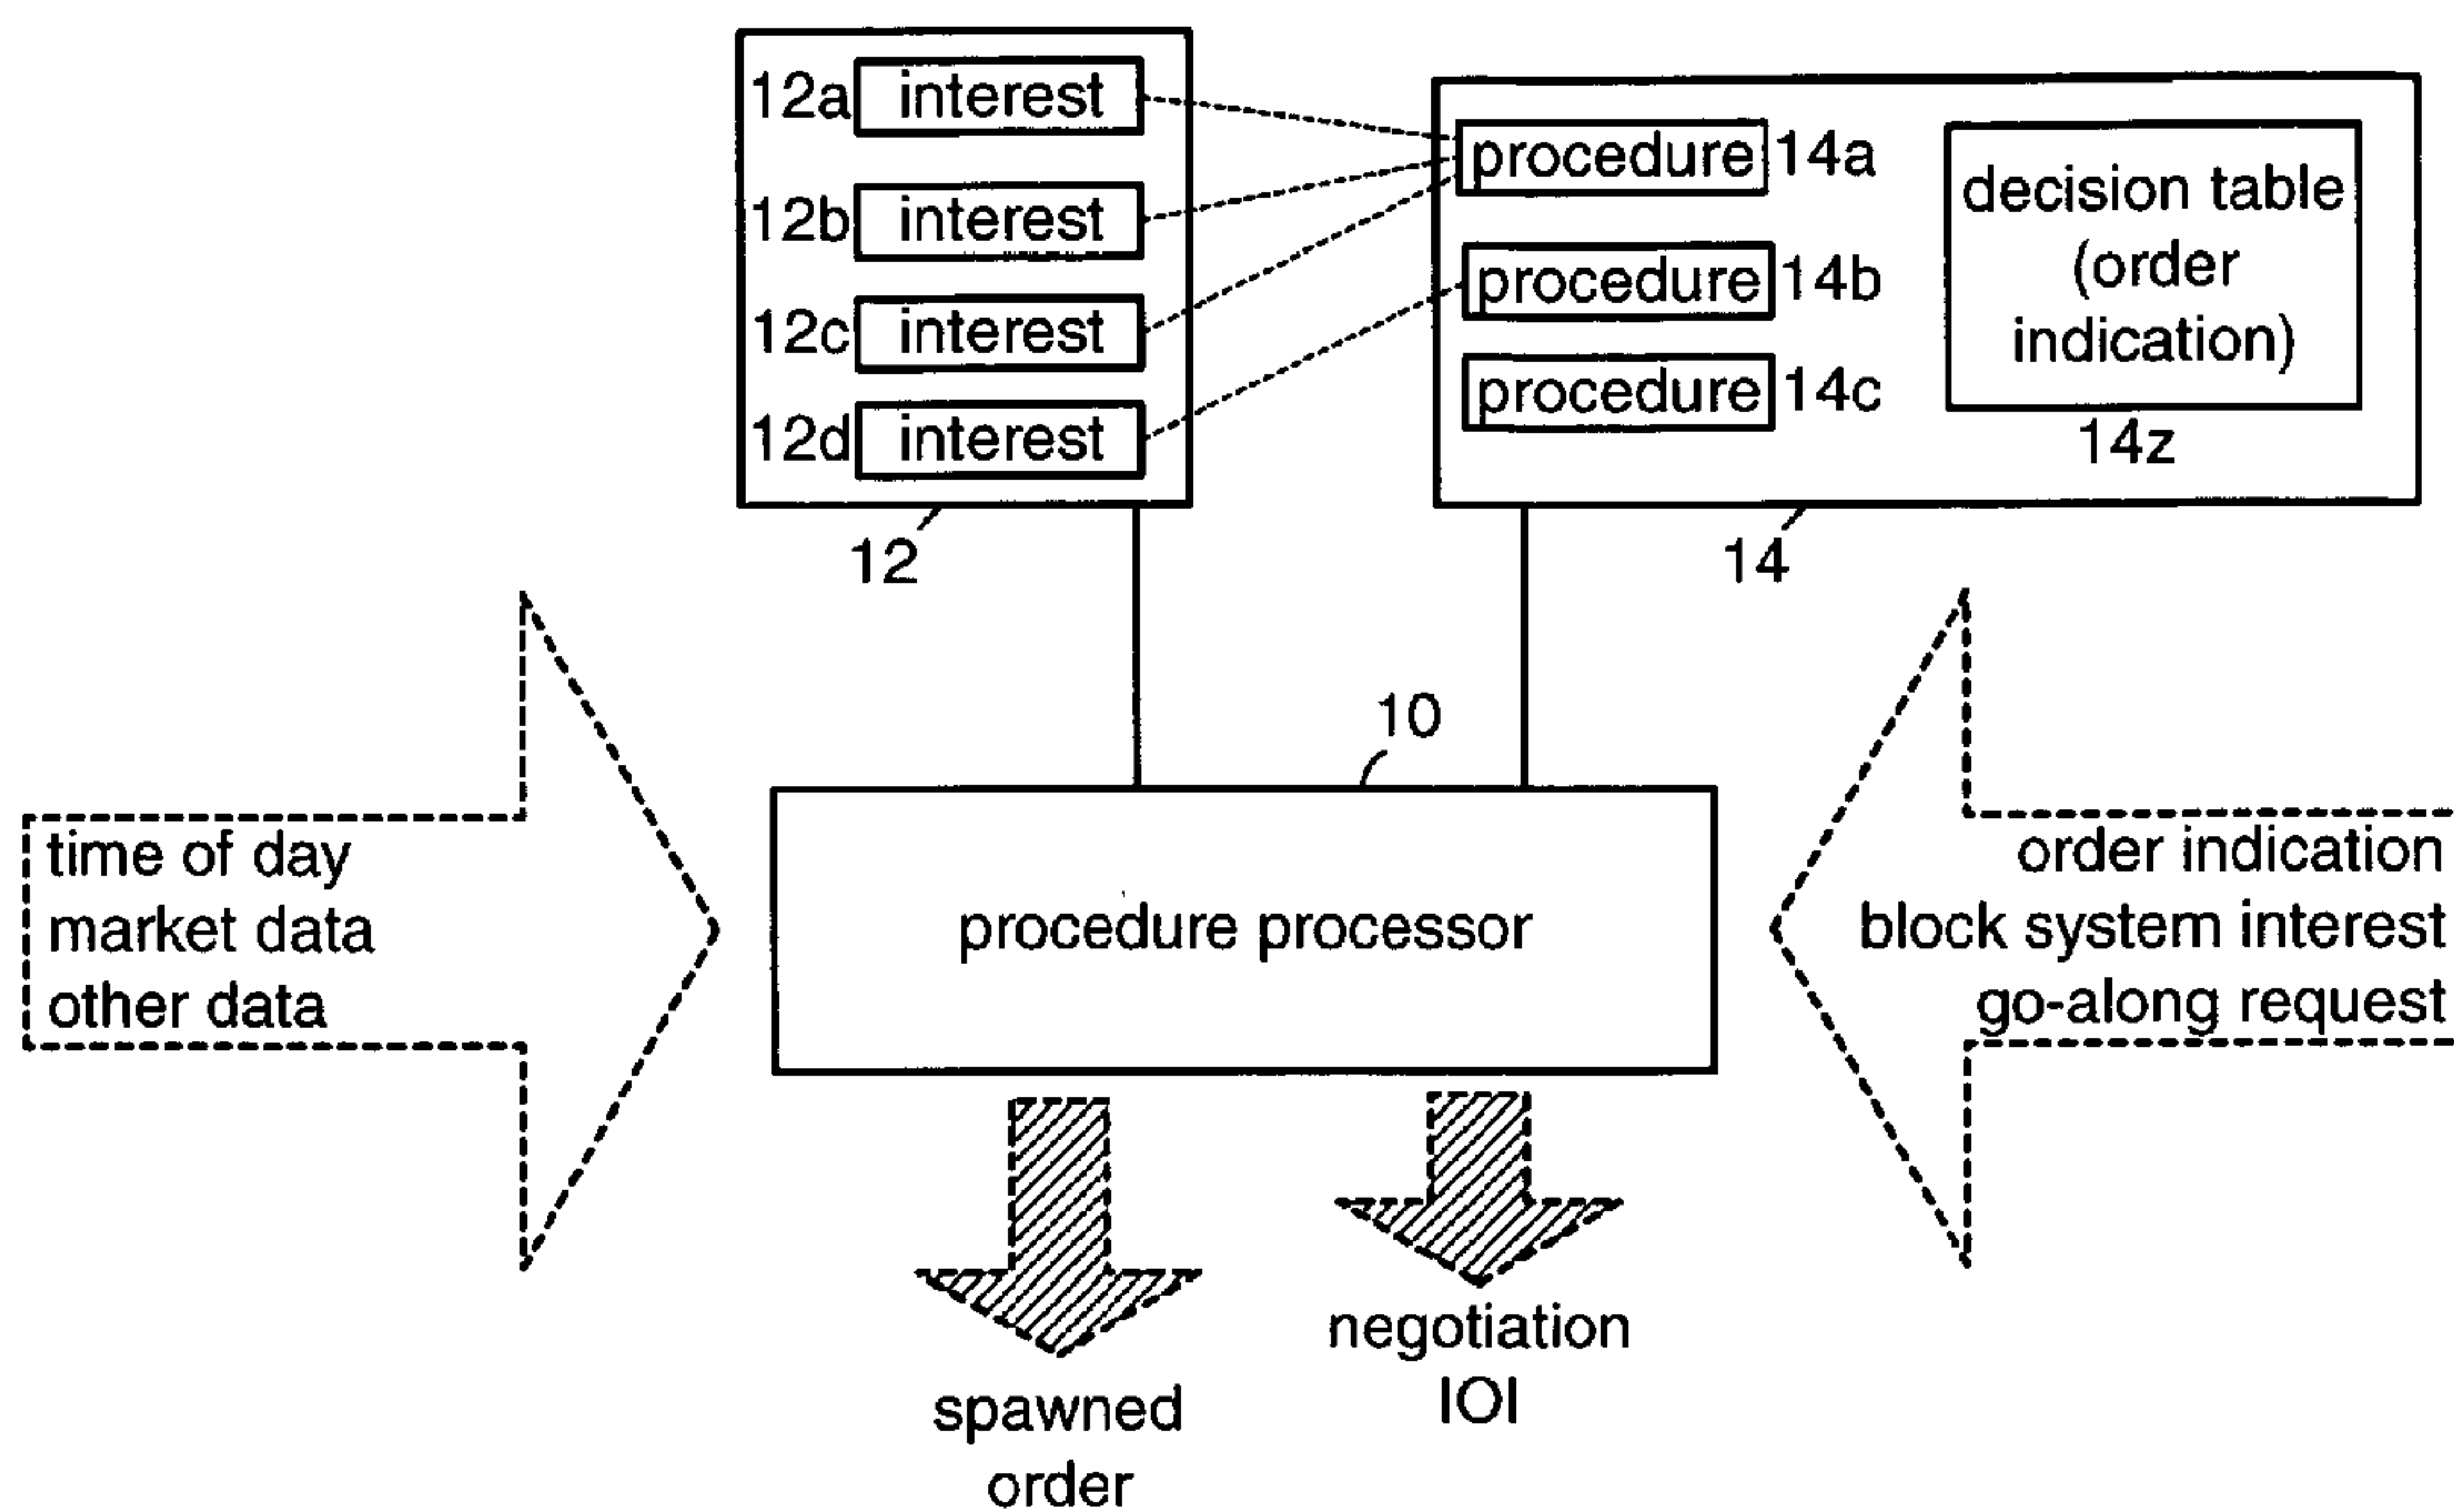 12a interest
12b interest
12c interest
12d interest
12
procedure 14a
procedure 14b
procedure 14c
decision table
(order
indication)
14z
14
10
time of day
market data
other data
procedure processor
order indication
block system interest
go-along request
spawned
order
negotiation
IOI